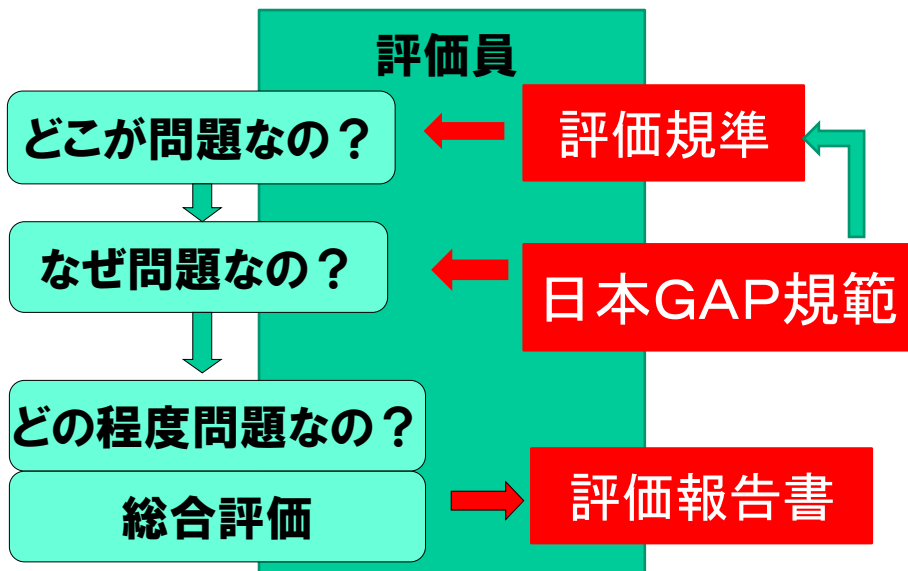 評価員
どこが問題なの？
評価規準
なぜ問題なの？
日本ＧＡＰ規範
どの程度問題なの？
総合評価
評価報告書